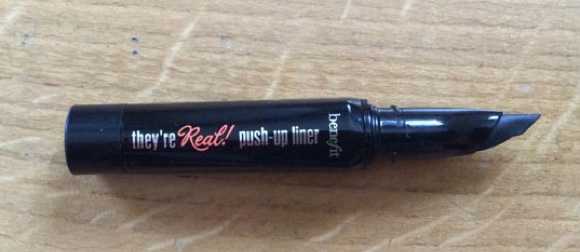 they're Real! push-up liner
benefit